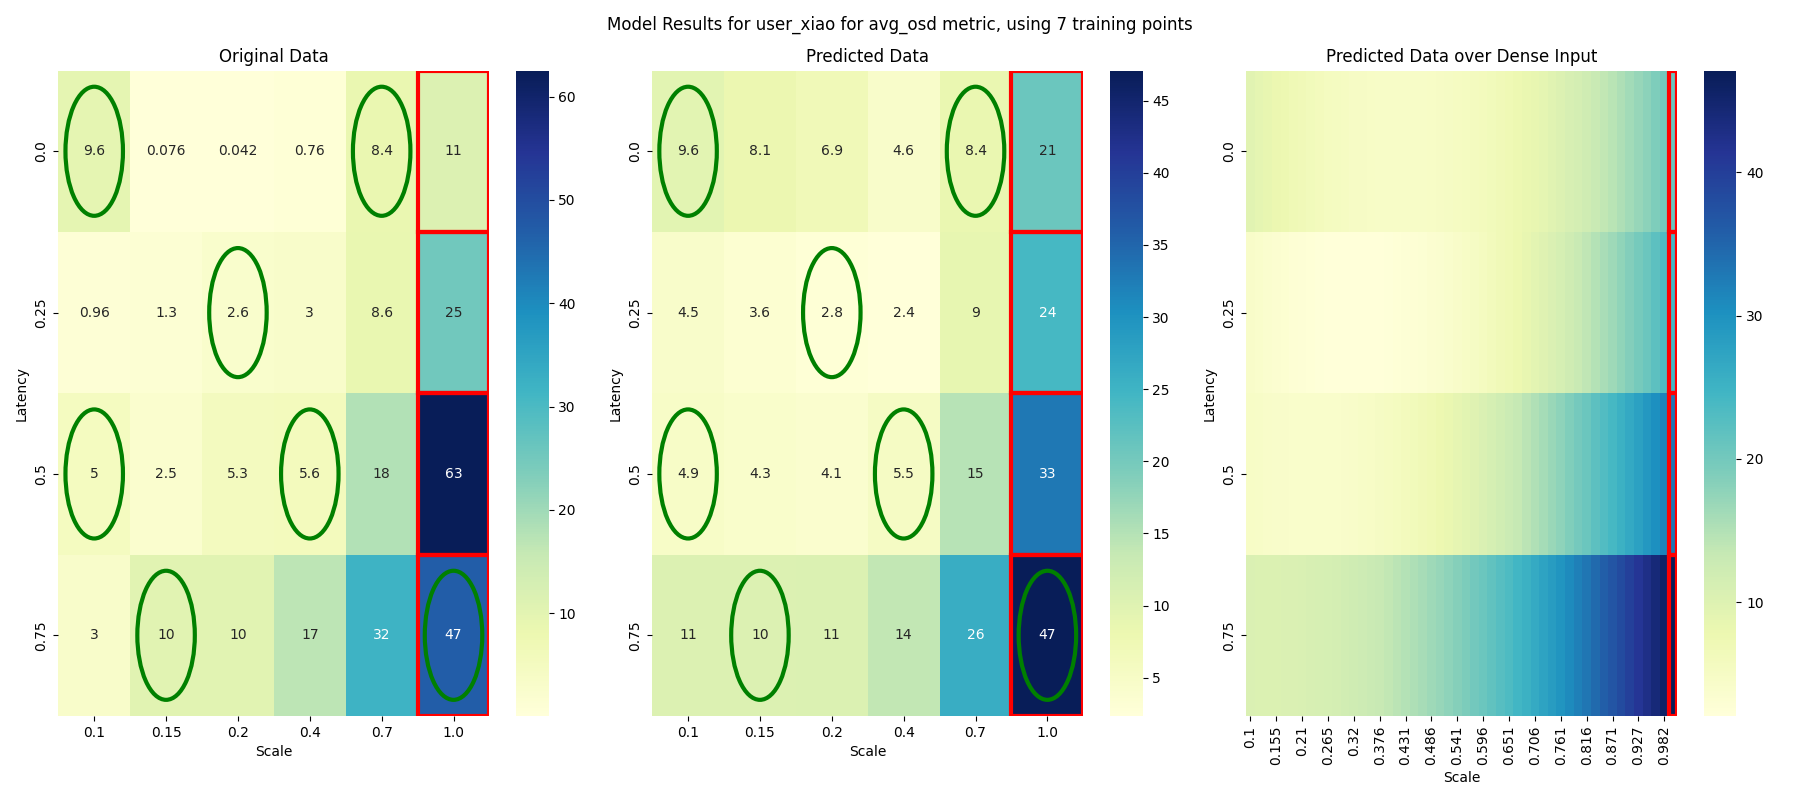 Model Results for user_xiao for avg_osd metric, using 7 training points
Original Data
0.0 9.6 0.076 0.042 0.76 8.4 11
0.25 0.96 1.3 2.6 3 8.6 25
0.5 5 2.5 5.3 5.6 18 63
0.75 3 10 10 17 32 47
0.1 0.15 0.2 0.4 0.7 1.0
Scale
Latency
60
50
40
30
20
10
Predicted Data
0.0 9.6 8.1 6.9 4.6 8.4 21
0.25 4.5 3.6 2.8 2.4 9 24
0.5 4.9 4.3 4.1 5.5 15 33
0.75 11 10 11 14 26 47
0.1 0.15 0.2 0.4 0.7 1.0
Scale
Latency
45
40
35
30
25
20
15
10
5
Predicted Data over Dense Input
0.0
0.25
0.5
0.75
Latency
0.1 0.155 0.21 0.265 0.32 0.376 0.431 0.486 0.541 0.596 0.651 0.706 0.761 0.816 0.871 0.927 0.982
Scale
40
30
20
10